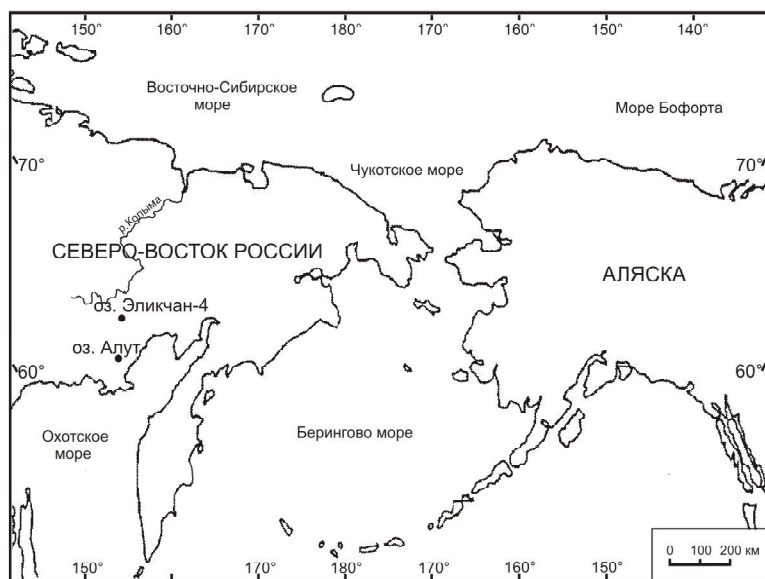 150° 160° 170° 180° 170° 160° 150° 140°
Восточно-Сибирское
море
Море Бофорта
70°
Чукотское море
70°
р.Колыма
СЕВЕРО-ВОСТОК РОССИИ
АЛЯСКА
оз. Эликчан-4
оз. Алут
60°
60°
Охотское
море
Берингово море
0 100 200 км
150° 160° 170° 180° 170° 160° 150°